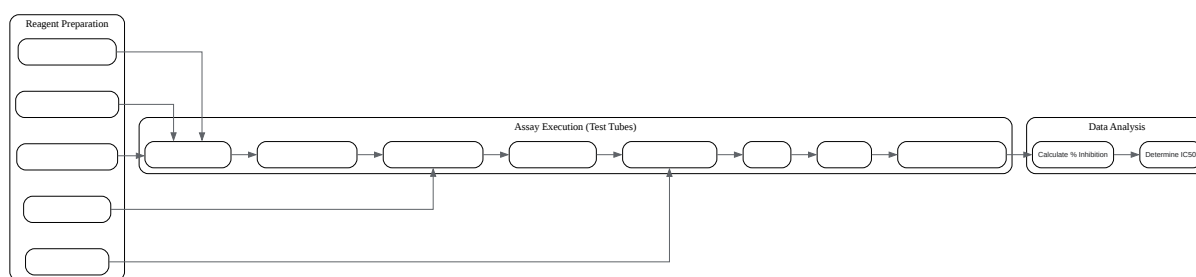 Reagent Preparation
Assay Execution (Test Tubes)
Data Analysis
Calculate % Inhibition
Determine IC50